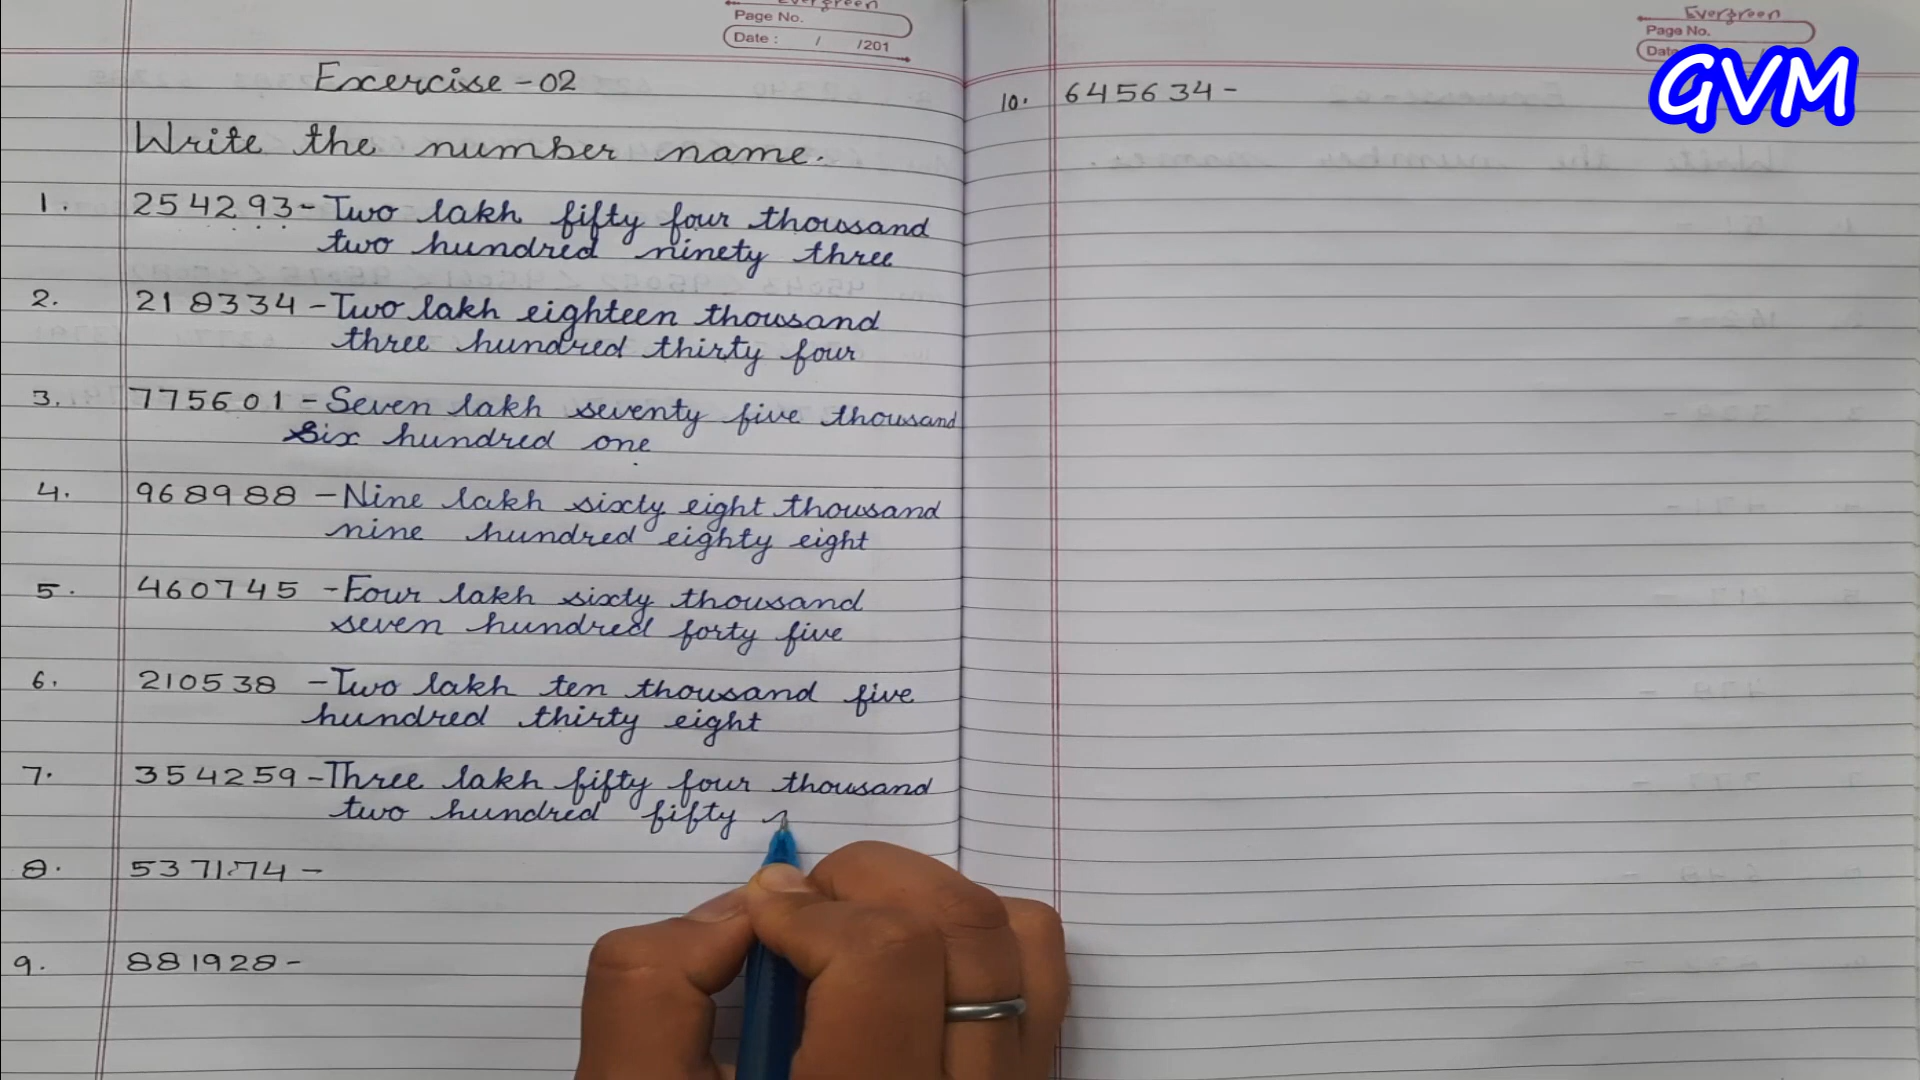 Evergreen
Page No.
Date : / /201
Excercise - 02
Write the number name.
1. 254293 - Two lakh fifty four thousand
two hundred ninety three
2. 218334 - Two lakh eighteen thousand
three hundred thirty four
3. 775601 - Seven lakh seventy five thousand
six hundred one
4. 968988 - Nine lakh sixty eight thousand
nine hundred eighty eight
5. 460745 - Four lakh sixty thousand
seven hundred forty five
6. 210538 - Two lakh ten thousand five
hundred thirty eight
7. 354259 - Three lakh fifty four thousand
two hundred fifty
8. 537174 -
9. 881928 -
Evergreen
Page No.
GVM
10. 645634 -